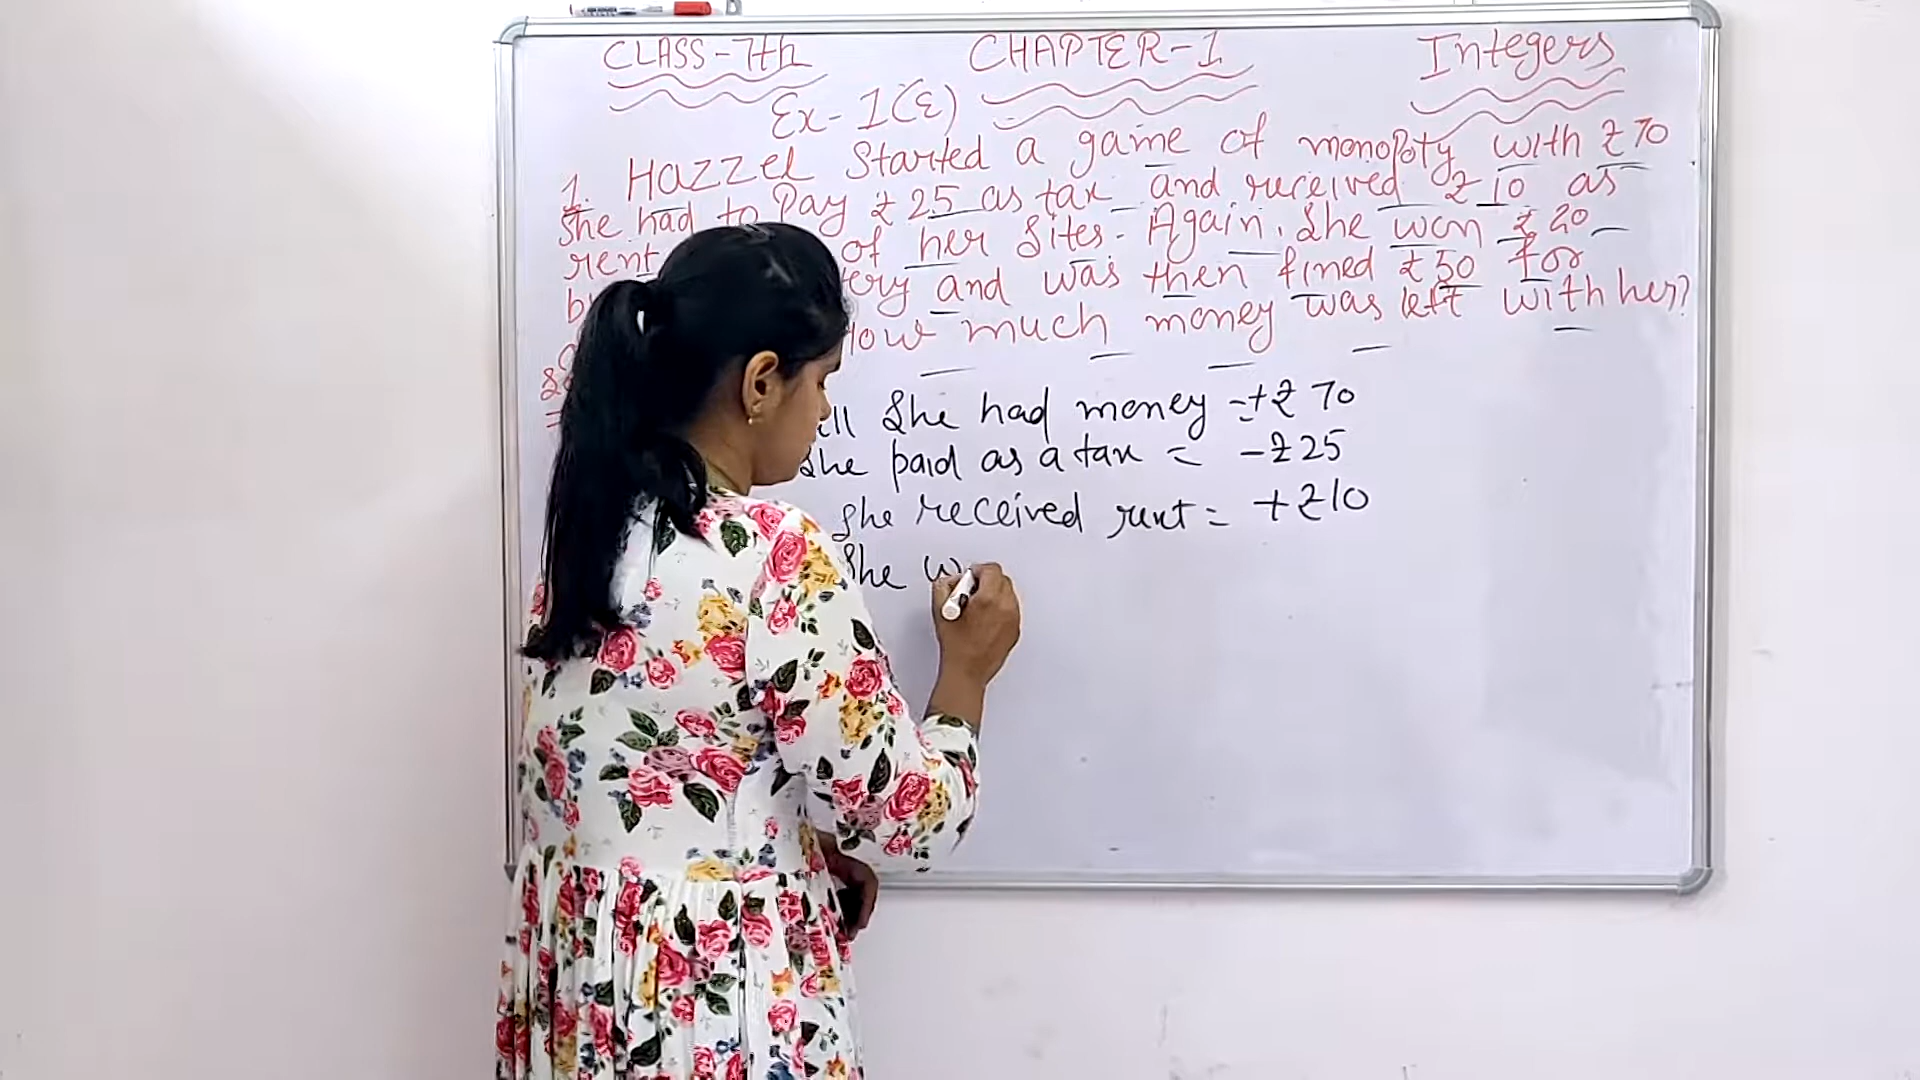 CLASS-7th CHAPTER-1 Integers
Ex-1(E)
1. Hazzel Started a game of monopoty with ₹70
She had to Pay ₹25 as tax and received ₹10 as
rent of her Sites. Again, She won ₹20
and was then fined ₹50 for
How much money was left with her?
She had money = +₹70
She paid as a tax = -₹25
She received rent = +₹10
She w